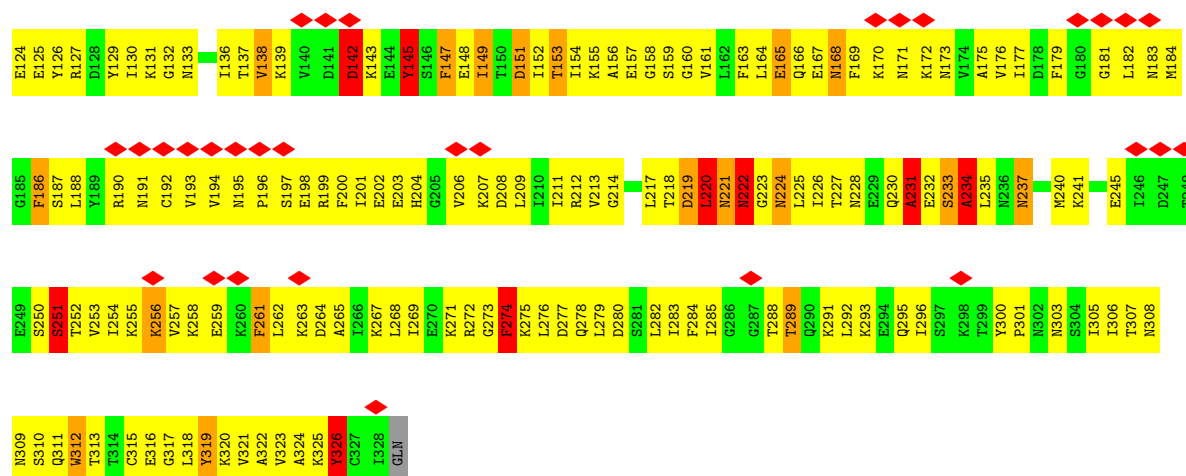 E124 E125 Y126 R127 D128 Y129 I130 K131 G132 N133 I136 T137 V138 K139 V140 D141 D142 K143 E144 Y145 S146 F147 E148 I149 T150 D151 I152 T153 I154 K155 A156 E157 G158 S159 G160 V161 L162 F163 L164 E165 Q166 E167 N168 F169 K170 N171 K172 N173 V174 A175 V176 I177 D178 F179 G180 G181 L182 N183 M184
G185 F186 S187 L188 Y189 R190 N191 C192 V193 V194 N195 P196 S197 E198 R199 F200 I201 E202 E203 H204 G205 V206 K207 D208 L209 I210 I211 R212 V213 G214 L217 T218 D219 L220 N221 N222 G223 N224 L225 I226 T227 N228 E229 Q230 A231 E232 S233 A234 L235 N236 N237 M240 K241 E245 I246 D247 T248
E249 S250 S251 T252 V253 I254 K255 K256 V257 K258 E259 K260 F261 L262 K263 D264 A265 I266 K267 L268 I269 E270 K271 R272 G273 F274 K275 L276 D277 Q278 L279 D280 S281 L282 I283 F284 I285 G286 G287 T288 T289 Q290 K291 L292 K293 E294 Q295 I296 S297 K298 T299 Y300 P301 N302 N303 S304 I305 I306 T307 N308
N309 S310 Q311 W312 T313 T314 C315 E316 G317 L318 Y319 K320 V321 A322 V323 A324 K325 Y326 C327 I328 GLN